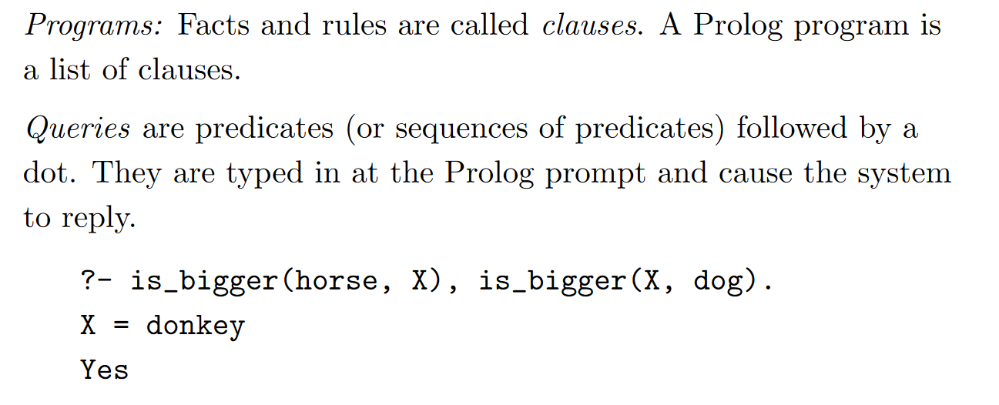 Programs: Facts and rules are called clauses. A Prolog program is
a list of clauses.
Queries are predicates (or sequences of predicates) followed by a
dot. They are typed in at the Prolog prompt and cause the system
to reply.
?- is_bigger(horse, X), is_bigger(X, dog).
X = donkey
Yes